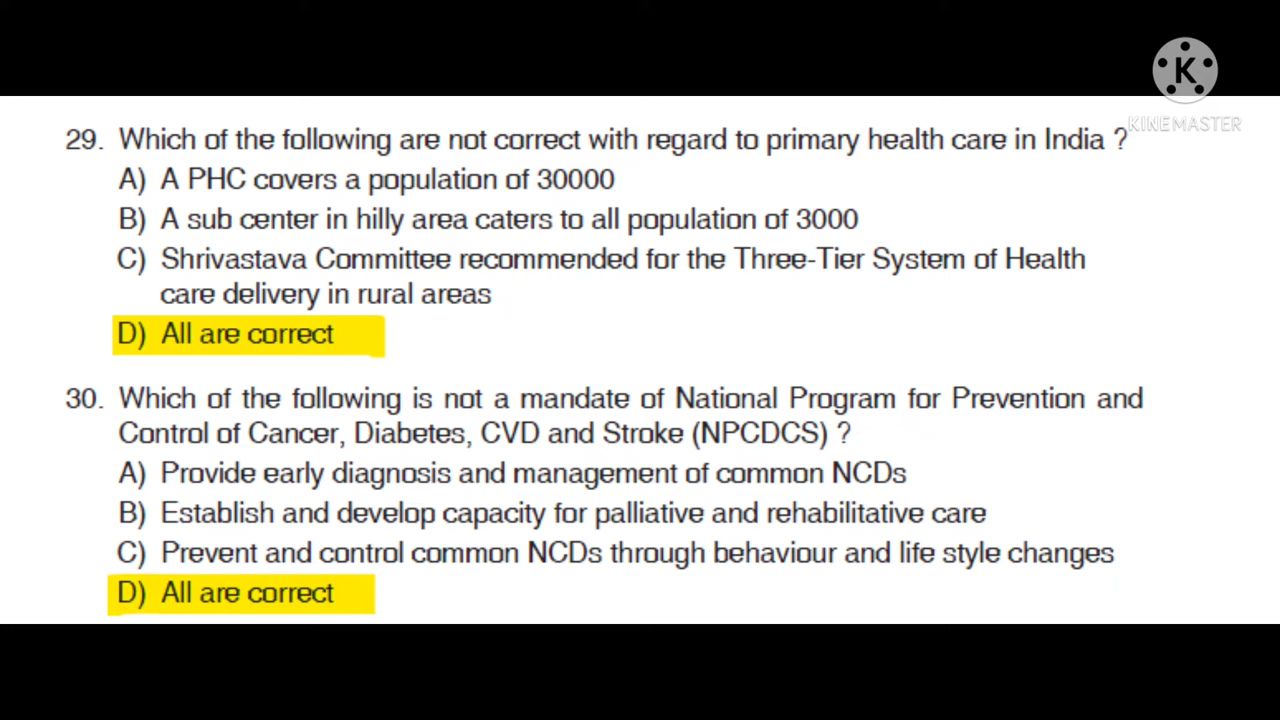 K
KINEMASTER
29. Which of the following are not correct with regard to primary health care in India ?
A) A PHC covers a population of 30000
B) A sub center in hilly area caters to all population of 3000
C) Shrivastava Committee recommended for the Three-Tier System of Health
care delivery in rural areas
D) All are correct
30. Which of the following is not a mandate of National Program for Prevention and
Control of Cancer, Diabetes, CVD and Stroke (NPCDCS) ?
A) Provide early diagnosis and management of common NCDs
B) Establish and develop capacity for palliative and rehabilitative care
C) Prevent and control common NCDs through behaviour and life style changes
D) All are correct